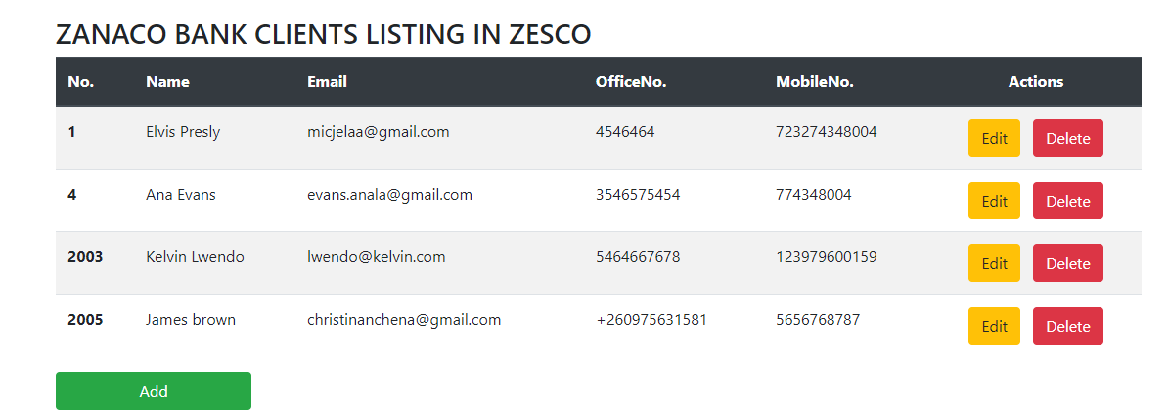 ZANACO BANK CLIENTS LISTING IN ZESCO
No. Name Email OfficeNo. MobileNo. Actions
1 Elvis Presly micjelaa@gmail.com 4546464 723274348004 Edit Delete
4 Ana Evans evans.anala@gmail.com 3546575454 774348004 Edit Delete
2003 Kelvin Lwendo lwendo@kelvin.com 5464667678 123979600159 Edit Delete
2005 James brown christinanchena@gmail.com +260975631581 5656768787 Edit Delete
Add